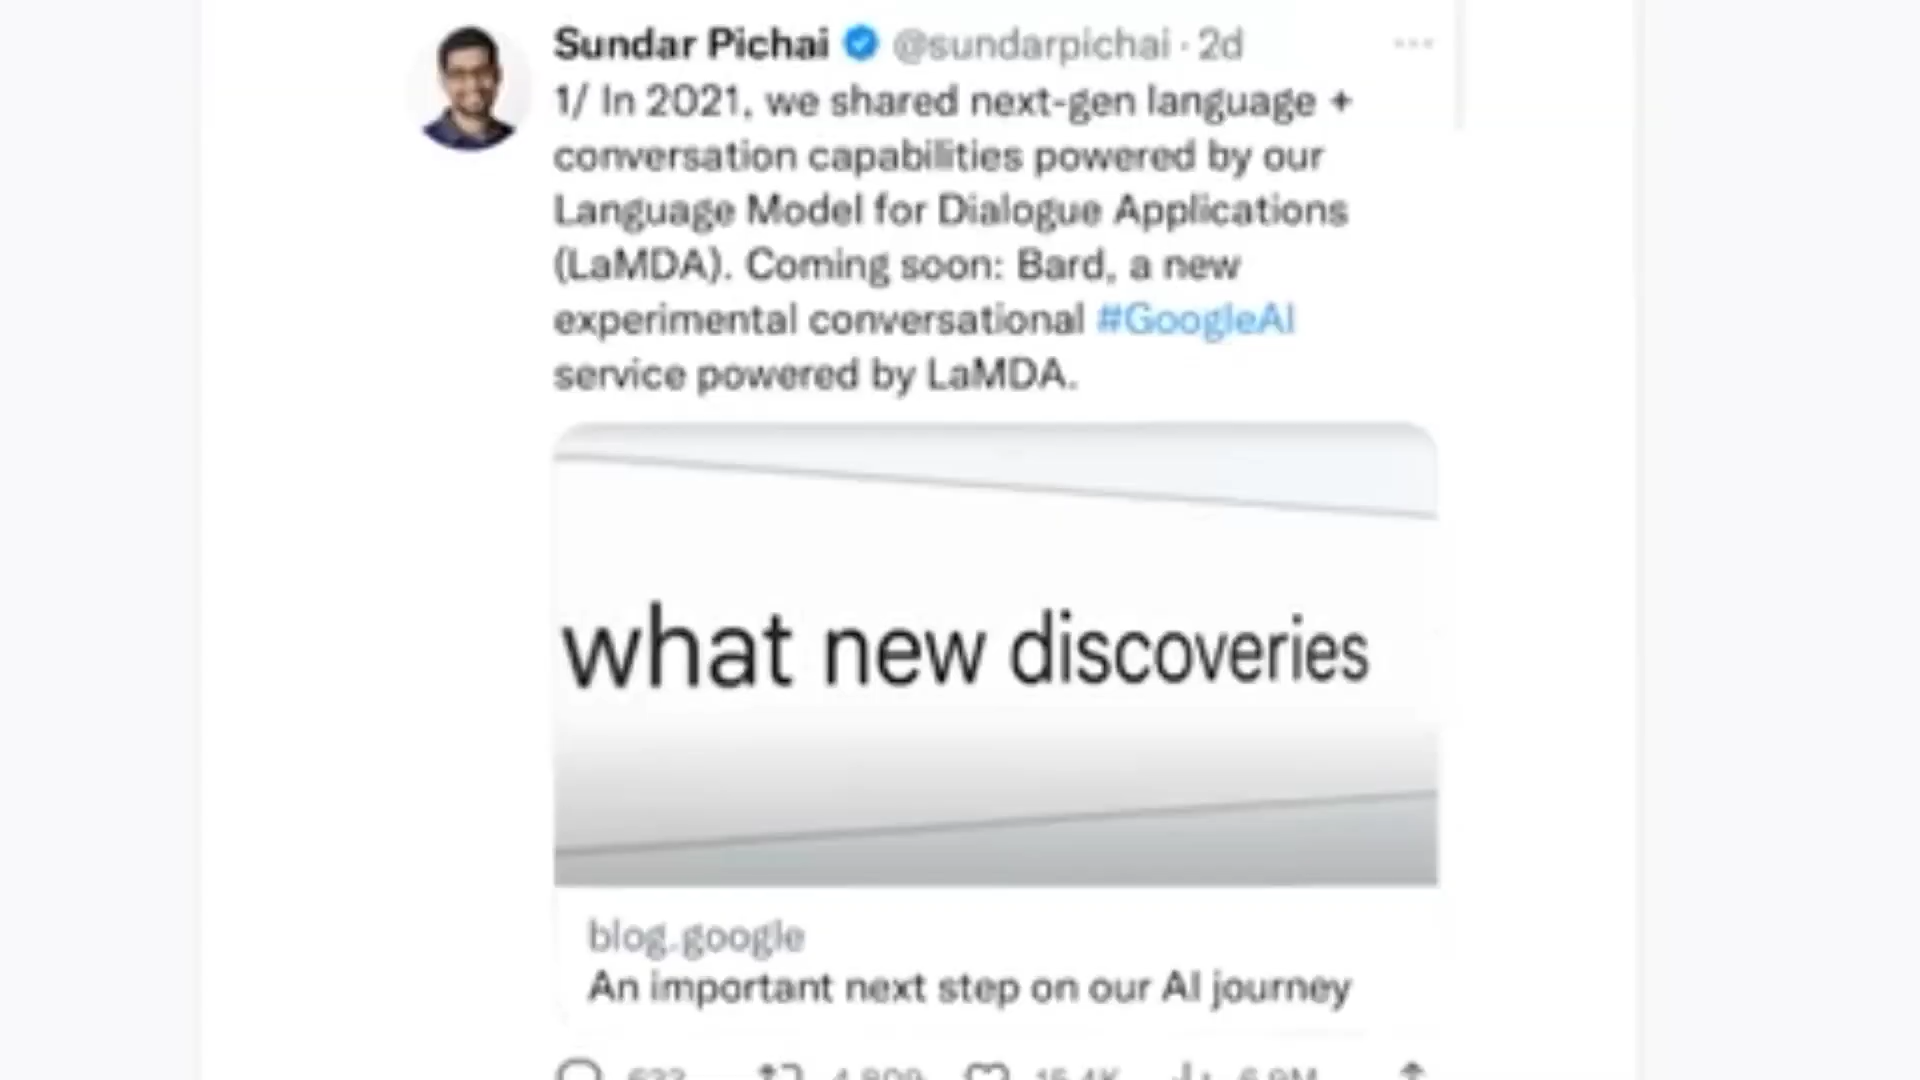 Sundar Pichai @sundarpichai · 2d
1/ In 2021, we shared next-gen language +
conversation capabilities powered by our
Language Model for Dialogue Applications
(LaMDA). Coming soon: Bard, a new
experimental conversational #GoogleAI
service powered by LaMDA.
what new discoveries
blog.google
An important next step on our AI journey